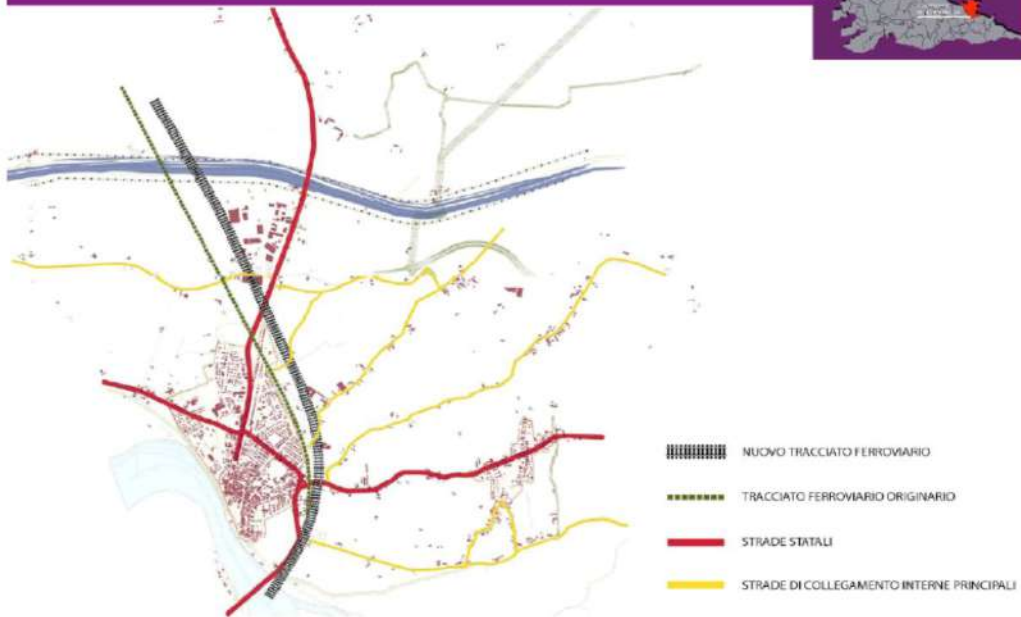 NUOVO TRACCIATO FERROVIARIO
TRACCIATO FERROVIARIO ORIGINARIO
STRADE STATALI
STRADE DI COLLEGAMENTO INTERNE PRINCIPALI